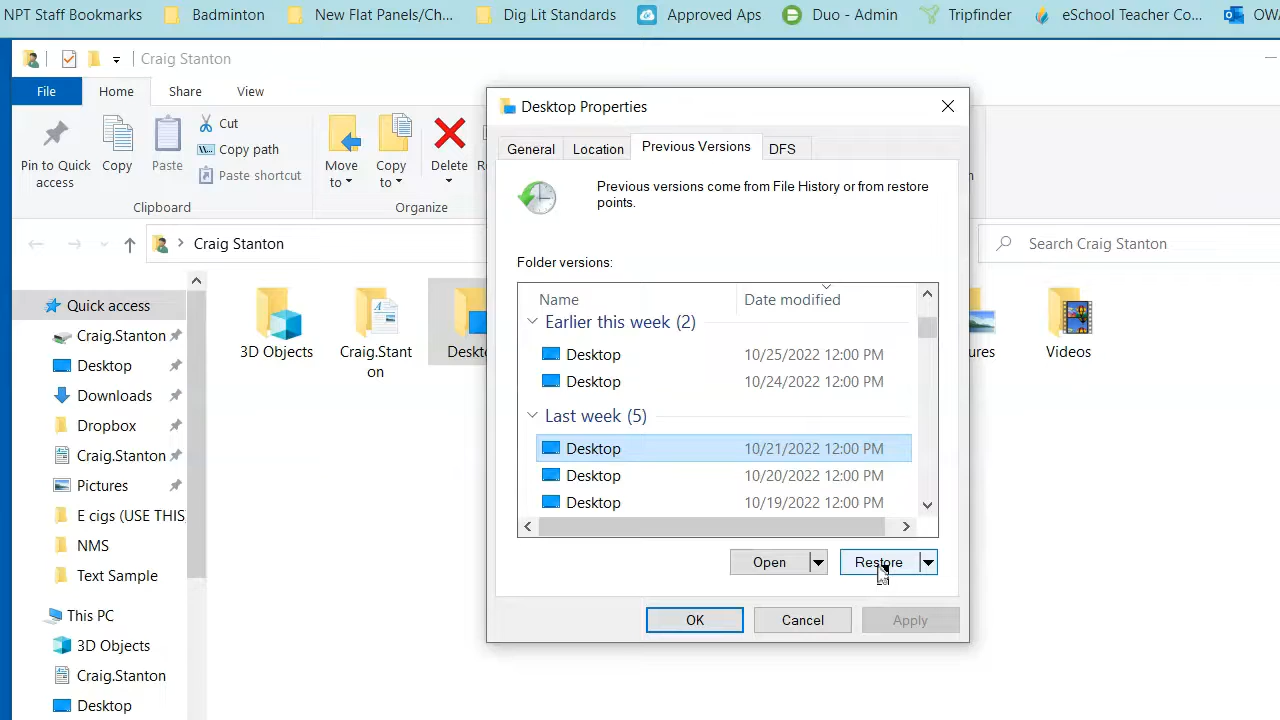 NPT Staff Bookmarks Badminton New Flat Panels/Ch... Dig Lit Standards Approved Aps Duo - Admin Tripfinder eSchool Teacher Co... OWA
Craig Stanton
File Home Share View
Pin to Quick access
Copy
Paste
Cut
Copy path
Paste shortcut
Clipboard
Move to
Copy to
Delete
Organize
Craig Stanton
Search Craig Stanton
Quick access
Craig.Stanton
Desktop
Downloads
Dropbox
Craig.Stanton
Pictures
E cigs (USE THIS
NMS
Text Sample
This PC
3D Objects
Craig.Stanton
Desktop
3D Objects
Craig.Stant
on
Deskto
ures
Videos
Desktop Properties
General Location Previous Versions DFS
Previous versions come from File History or from restore
points.
Folder versions:
Name Date modified
Earlier this week (2)
Desktop 10/25/2022 12:00 PM
Desktop 10/24/2022 12:00 PM
Last week (5)
Desktop 10/21/2022 12:00 PM
Desktop 10/20/2022 12:00 PM
Desktop 10/19/2022 12:00 PM
Open Restore
OK Cancel Apply